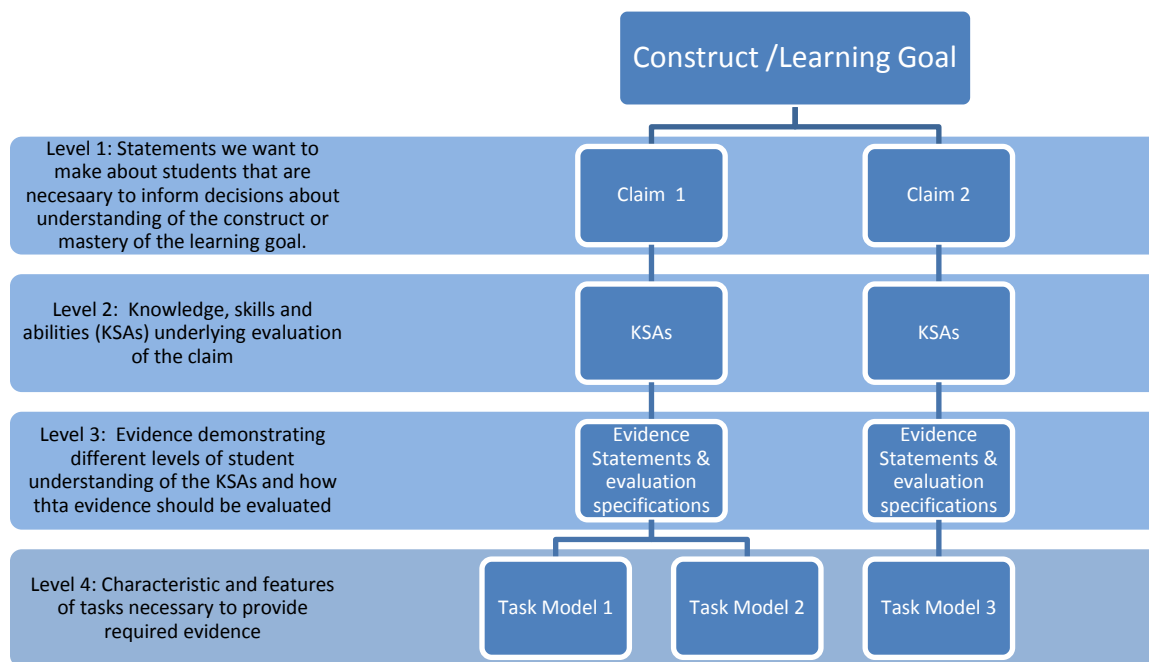 Construct /Learning Goal
Level 1: Statements we want to
make about students that are
necesaary to inform decisions about
understanding of the construct or
mastery of the learning goal.
Claim 1
Claim 2
Level 2: Knowledge, skills and
abilities (KSAs) underlying evaluation
of the claim
KSAs
KSAs
Level 3: Evidence demonstrating
different levels of student
understanding of the KSAs and how
thta evidence should be evaluated
Evidence
Statements &
evaluation
specifications
Evidence
Statements &
evaluation
specifications
Level 4: Characteristic and features
of tasks necessary to provide
required evidence
Task Model 1
Task Model 2
Task Model 3